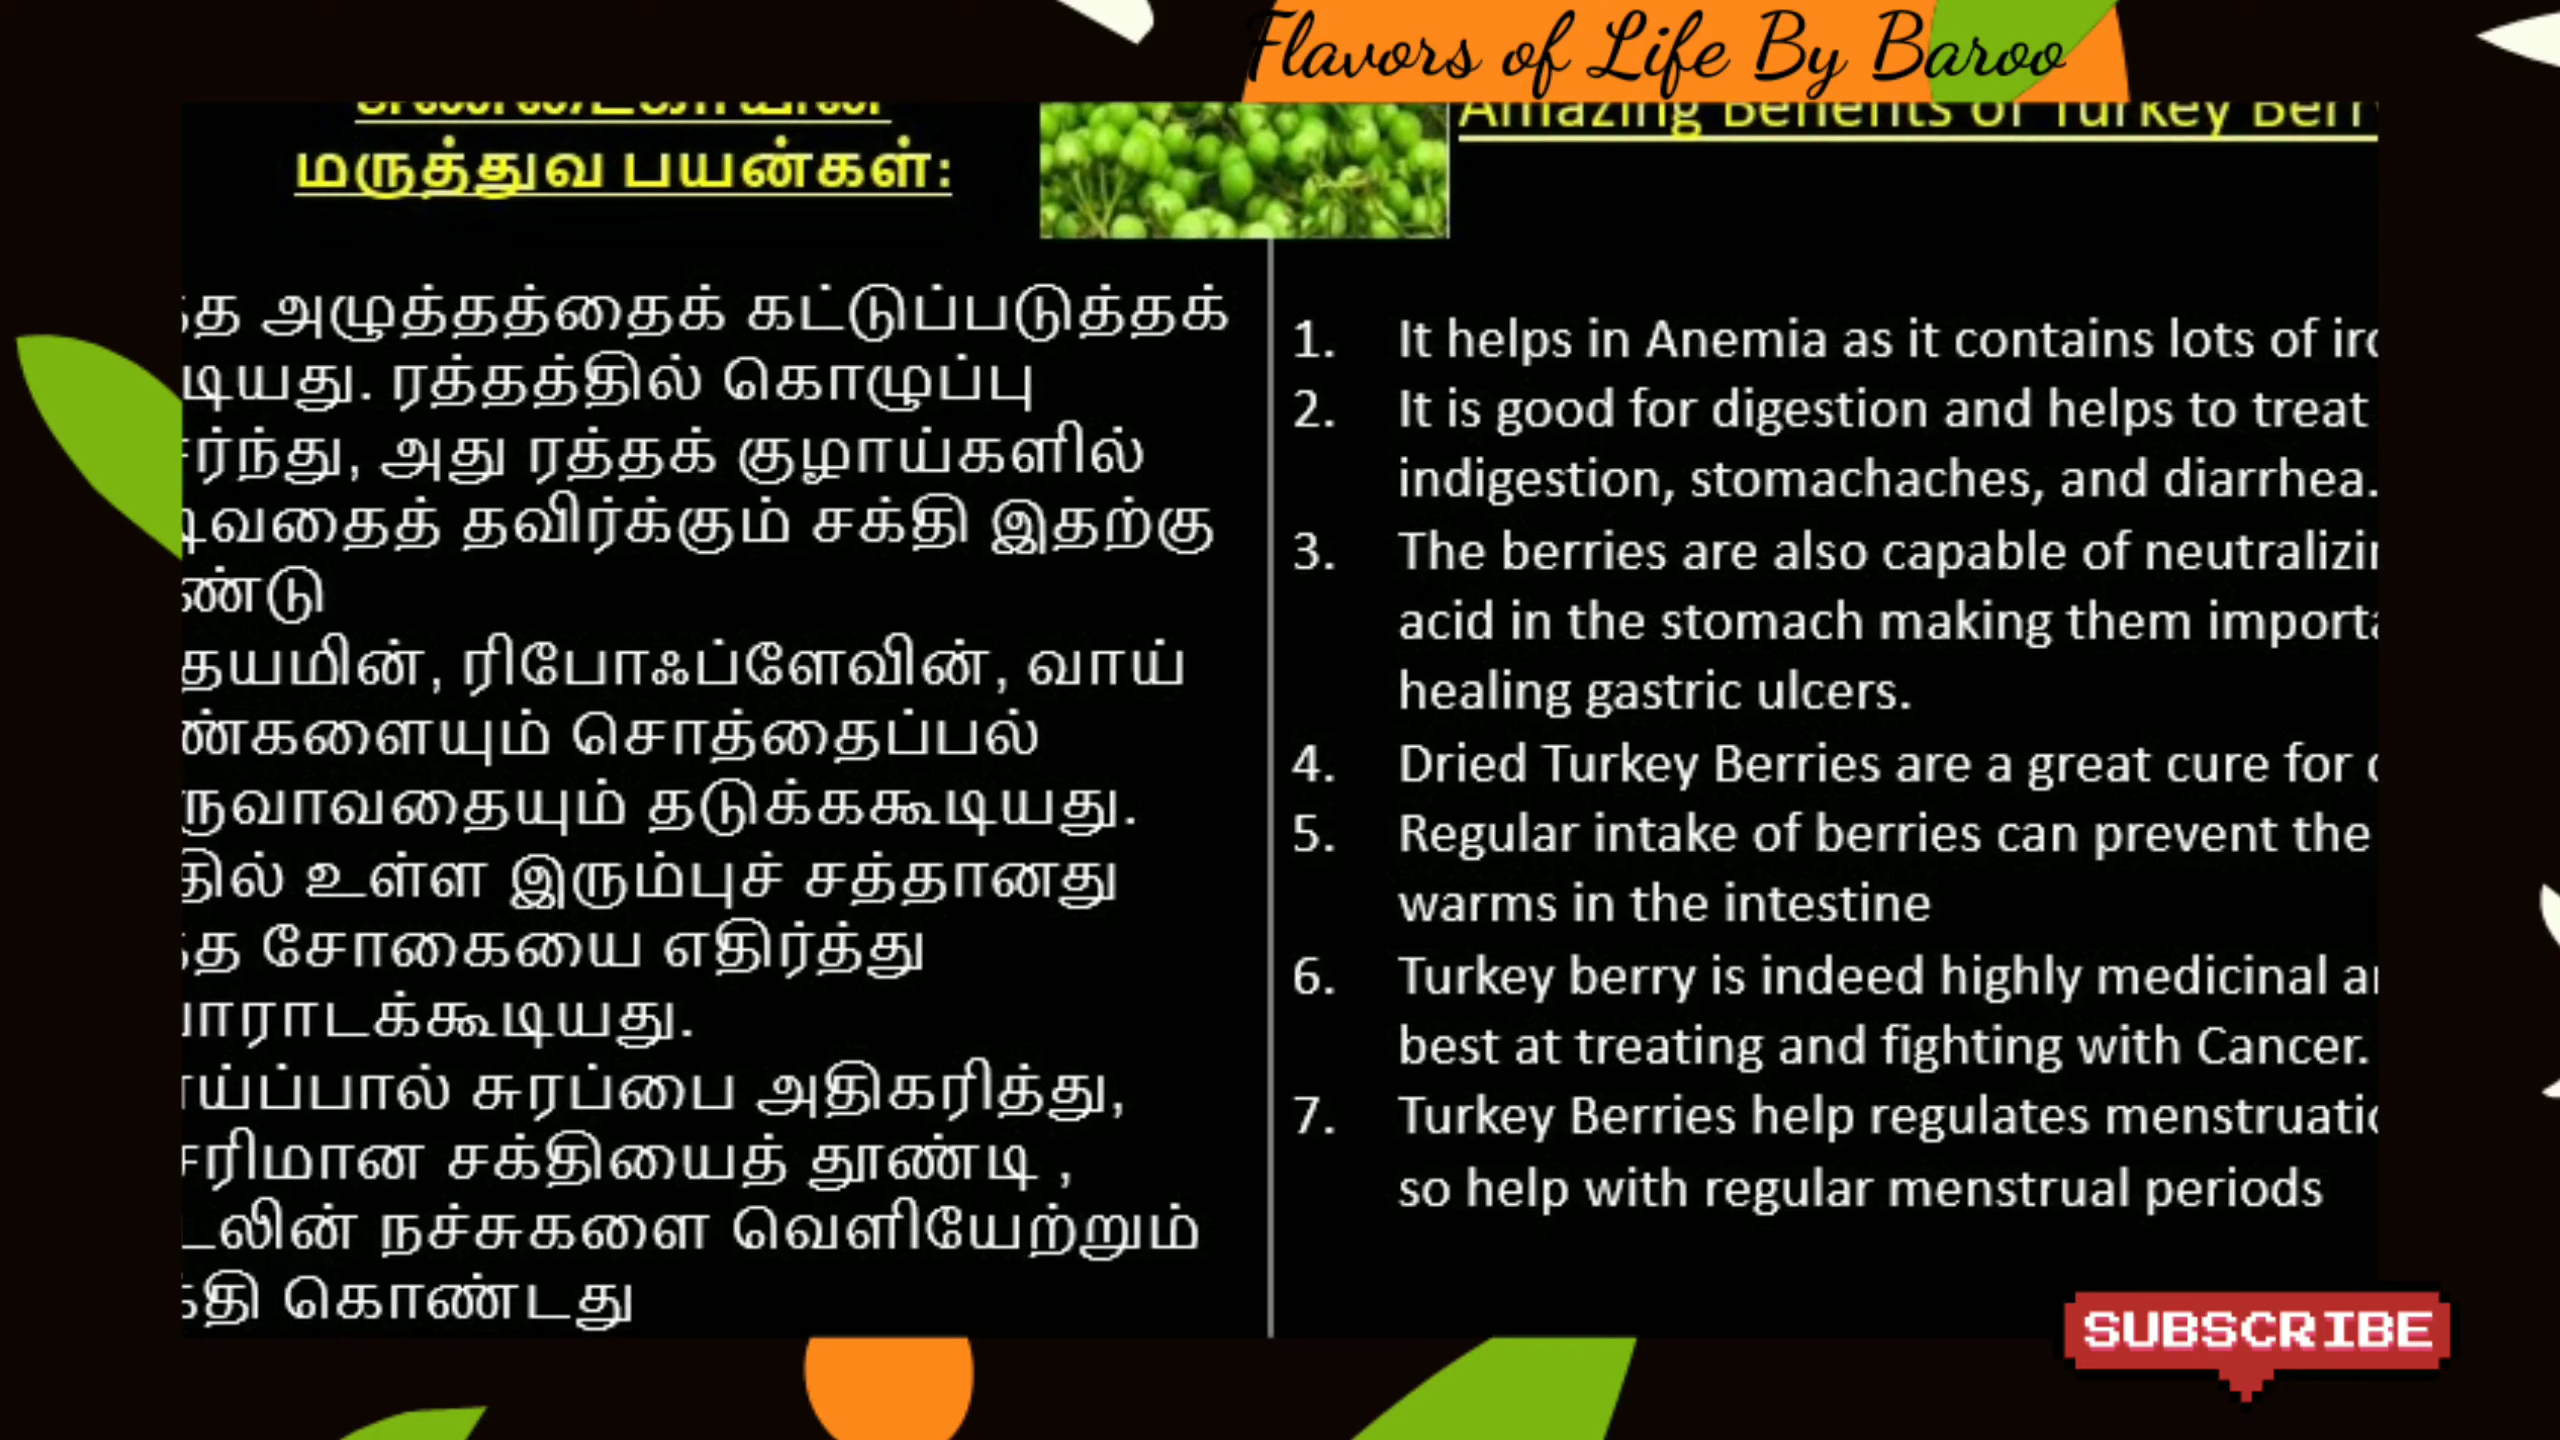 Flavors of Life By Baroo
மருத்துவ பயன்கள்:
அழுத்தத்தைக் கட்டுப்படுத்தக்
ரத்தத்தில் கொழுப்பு
அது ரத்தக் குழாய்களில்
தவிர்க்கும் சக்தி இதற்கு
ரிபோஃப்ளேவின், வாய்
சொத்தைப்பல்
தடுக்ககூடியது.
உள்ள இரும்புச் சத்தானது
சோகையை எதிர்த்து
சுரப்பை அதிகரித்து,
சக்தியைத் தூண்டி ,
நச்சுகளை வெளியேற்றும்
கொண்டது
Amazing Benefits of Turkey
1. It helps in Anemia as it contains lots of
2. It is good for digestion and helps to treat
indigestion, stomachaches, and diarrhea.
3. The berries are also capable of
acid in the stomach making them
healing gastric ulcers.
4. Dried Turkey Berries are a great cure for
5. Regular intake of berries can prevent the
warms in the intestine
6. Turkey berry is indeed highly medicinal
best at treating and fighting with Cancer.
7. Turkey Berries help regulates
so help with regular menstrual periods
SUBSCRIBE